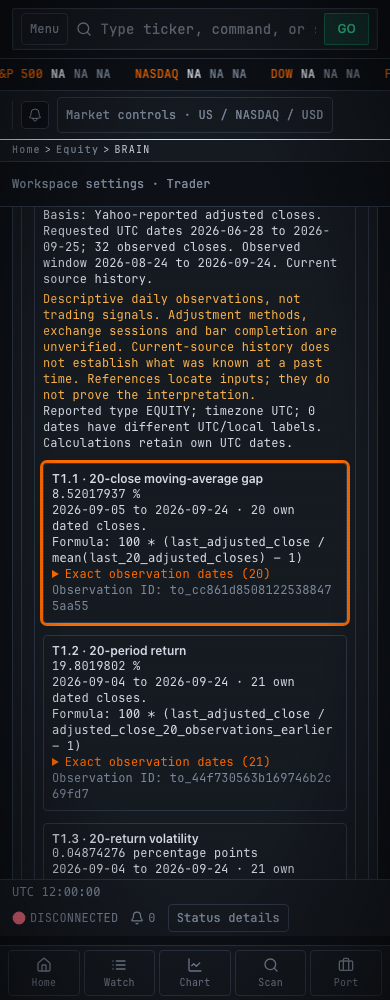 Menu
Type ticker, command, or s
GO
&P 500 NA NA NA NASDAQ NA NA NA DOW NA NA NA
Market controls · US / NASDAQ / USD
Home > Equity > BRAIN
Workspace settings · Trader
Basis: Yahoo-reported adjusted closes.
Requested UTC dates 2026-06-28 to 2026-
09-25; 32 observed closes. Observed
window 2026-08-24 to 2026-09-24. Current
source history.
Descriptive daily observations, not
trading signals. Adjustment methods,
exchange sessions and bar completion are
unverified. Current-source history does
not establish what was known at a past
time. References locate inputs; they do
not prove the interpretation.
Reported type EQUITY; timezone UTC; 0
dates have different UTC/local labels.
Calculations retain own UTC dates.
T1.1 · 20-close moving-average gap
8.52017937 %
2026-09-05 to 2026-09-24 · 20 own
dated closes.
Formula: 100 * (last_adjusted_close /
mean(last_20_adjusted_closes) − 1)
▶ Exact observation dates (20)
Observation ID: to_cc861d8508122538847
5aa55
T1.2 · 20-period return
19.8019802 %
2026-09-04 to 2026-09-24 · 21 own
dated closes.
Formula: 100 * (last_adjusted_close /
adjusted_close_20_observations_earlier
− 1)
▶ Exact observation dates (21)
Observation ID: to_44f730563b169746b2c
69fd7
T1.3 · 20-return volatility
0.04874276 percentage points
2026-09-04 to 2026-09-24 · 21 own
UTC 12:00:00
DISCONNECTED
0
Status details
Home
Watch
Chart
Scan
Port